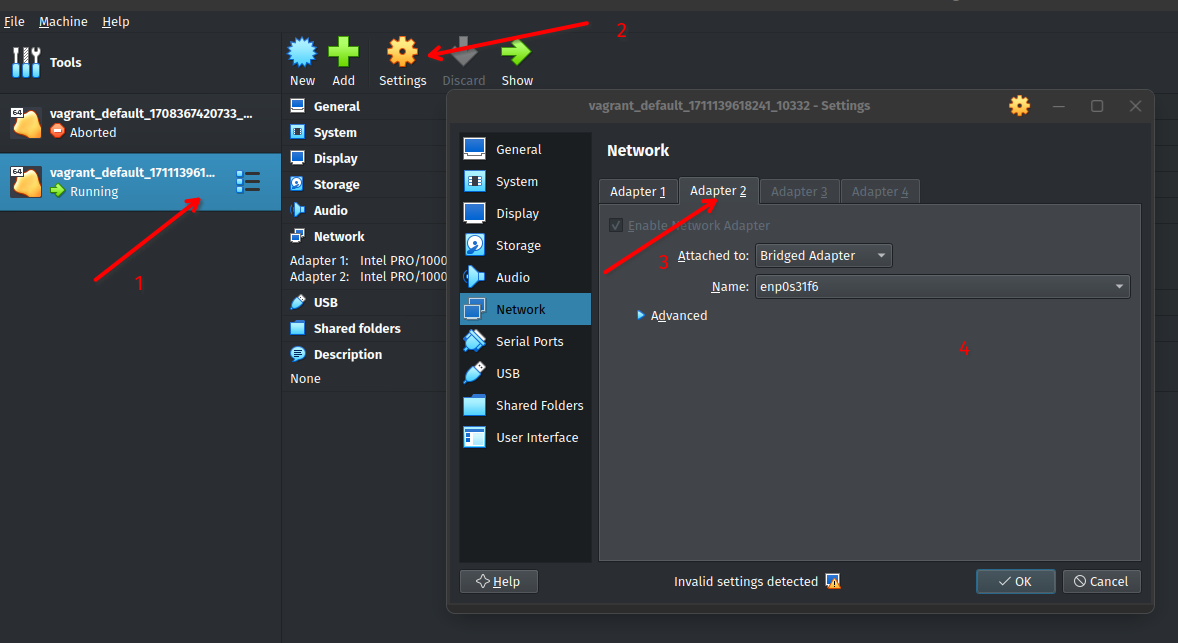 File Machine Help
2
Tools
New Add Settings Discard Show
64
vagrant_default_170836742073​3_...
Aborted
64
vagrant_default_171113961...
Running
1
General
System
Display
Storage
Audio
Network
Adapter 1: Intel PRO/1000
Adapter 2: Intel PRO/1000
USB
Shared folders
Description
None
vagrant_default_1711139618241_10332 - Settings
General
System
Display
Storage
Audio
Network
Serial Ports
USB
Shared Folders
User Interface
Network
Adapter 1 Adapter 2 Adapter 3 Adapter 4
Enable Network Adapter
3
Attached to: Bridged Adapter
Name: enp0s31f6
Advanced
4
Help
Invalid settings detected
OK
Cancel